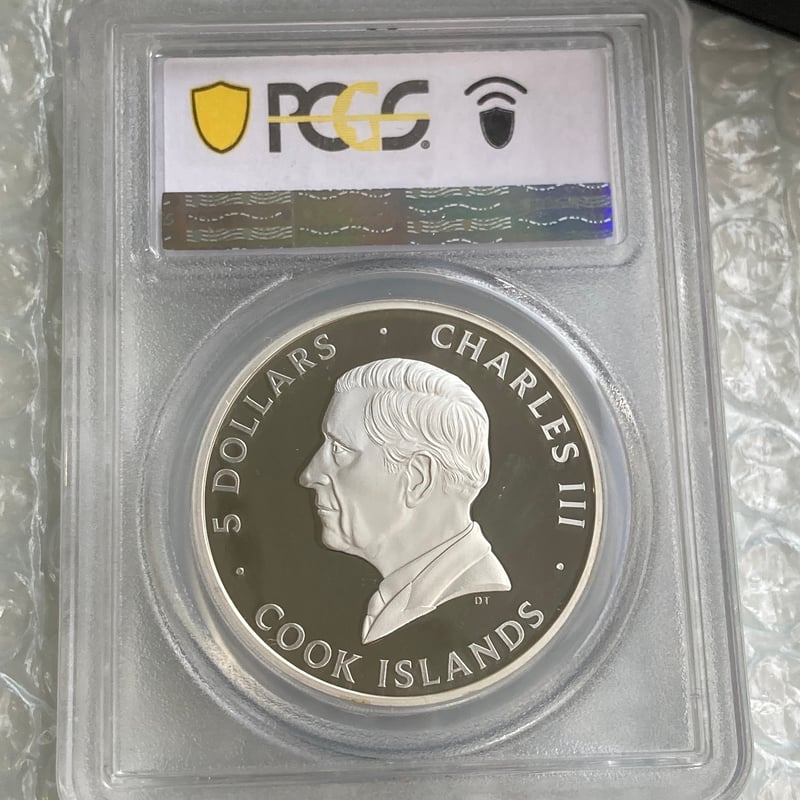 PCGS®
5 DOLLARS · CHARLES III
· COOK ISLANDS ·
DT